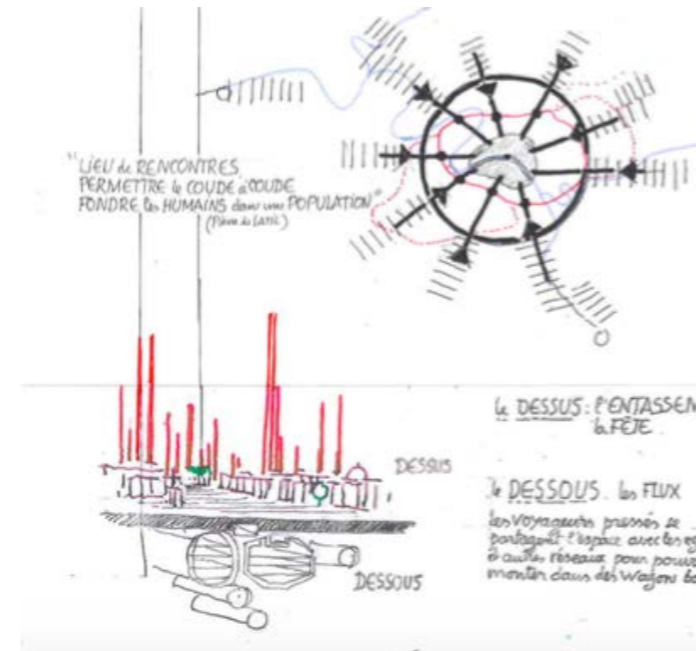 "LIEU de RENCONTRES
PERMETTRE le COUDE à COUDE
FONDRE les HUMAINS dans une POPULATION"
DESSUS
DESSOUS
le DESSUS: l'ENTASSEM
la FÊTE
le DESSOUS. les FLUX
les Voyageurs pressés se
partagent l'espace avec les
et autres réseaux pour
monter dans des Wagons